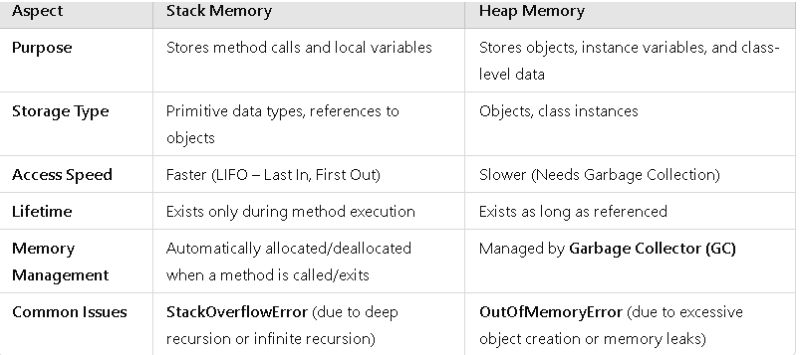 Aspect Stack Memory Heap Memory
Purpose Stores method calls and local variables Stores objects, instance variables, and class-
level data
Storage Type Primitive data types, references to Objects, class instances
objects
Access Speed Faster (LIFO – Last In, First Out) Slower (Needs Garbage Collection)
Lifetime Exists only during method execution Exists as long as referenced
Memory Automatically allocated/deallocated Managed by Garbage Collector (GC)
Management when a method is called/exits
Common Issues StackOverflowError (due to deep OutOfMemoryError (due to excessive
recursion or infinite recursion) object creation or memory leaks)